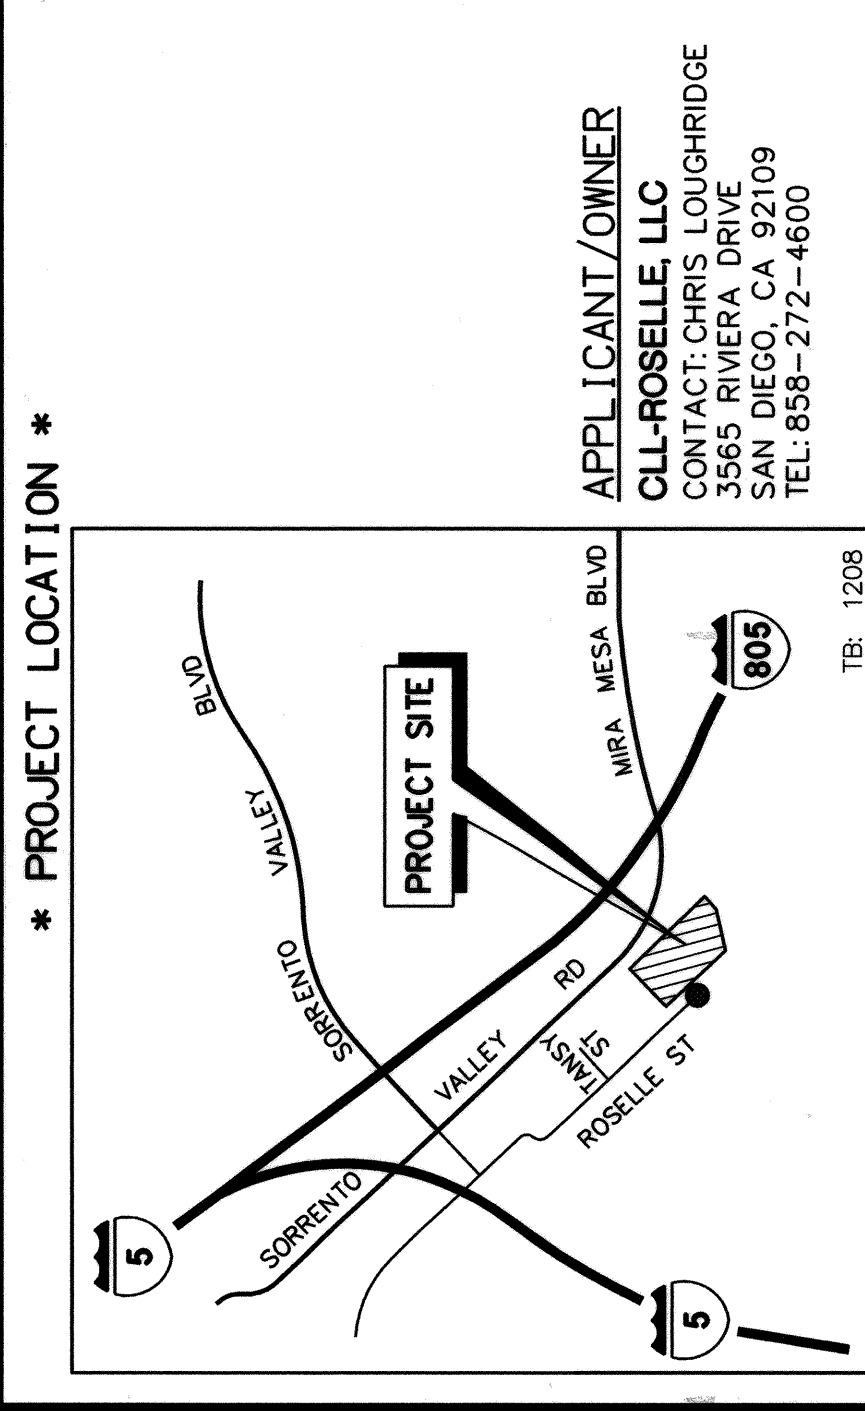 * PROJECT LOCATION *
5
SORRENTO VALLEY BLVD
PROJECT SITE
SORRENTO VALLEY RD
TANSY ST
ROSELLE ST
MIRA MESA BLVD
805
5
TB: 1208
APPLICANT/OWNER
CLL-ROSELLE, LLC
CONTACT: CHRIS LOUGHRIDGE
3565 RIVIERA DRIVE
SAN DIEGO, CA 92109
TEL: 858-272-4600